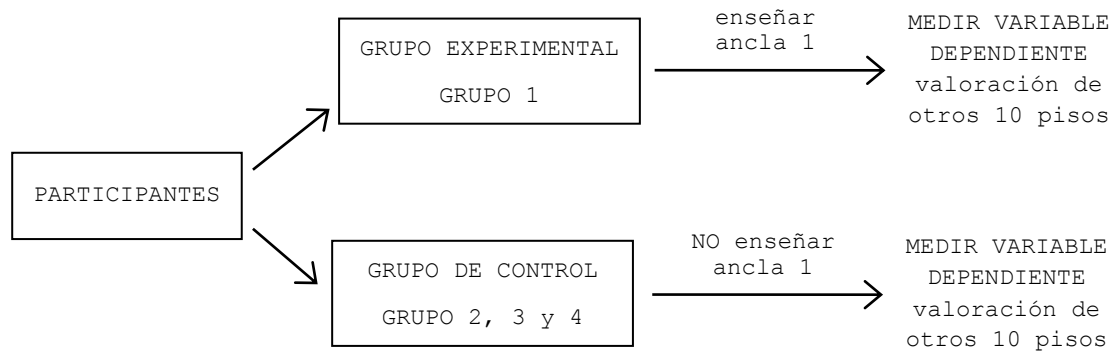 PARTICIPANTES
GRUPO EXPERIMENTAL
GRUPO 1
enseñar
ancla 1
MEDIR VARIABLE
DEPENDIENTE
valoración de
otros 10 pisos
GRUPO DE CONTROL
GRUPO 2, 3 y 4
NO enseñar
ancla 1
MEDIR VARIABLE
DEPENDIENTE
valoración de
otros 10 pisos